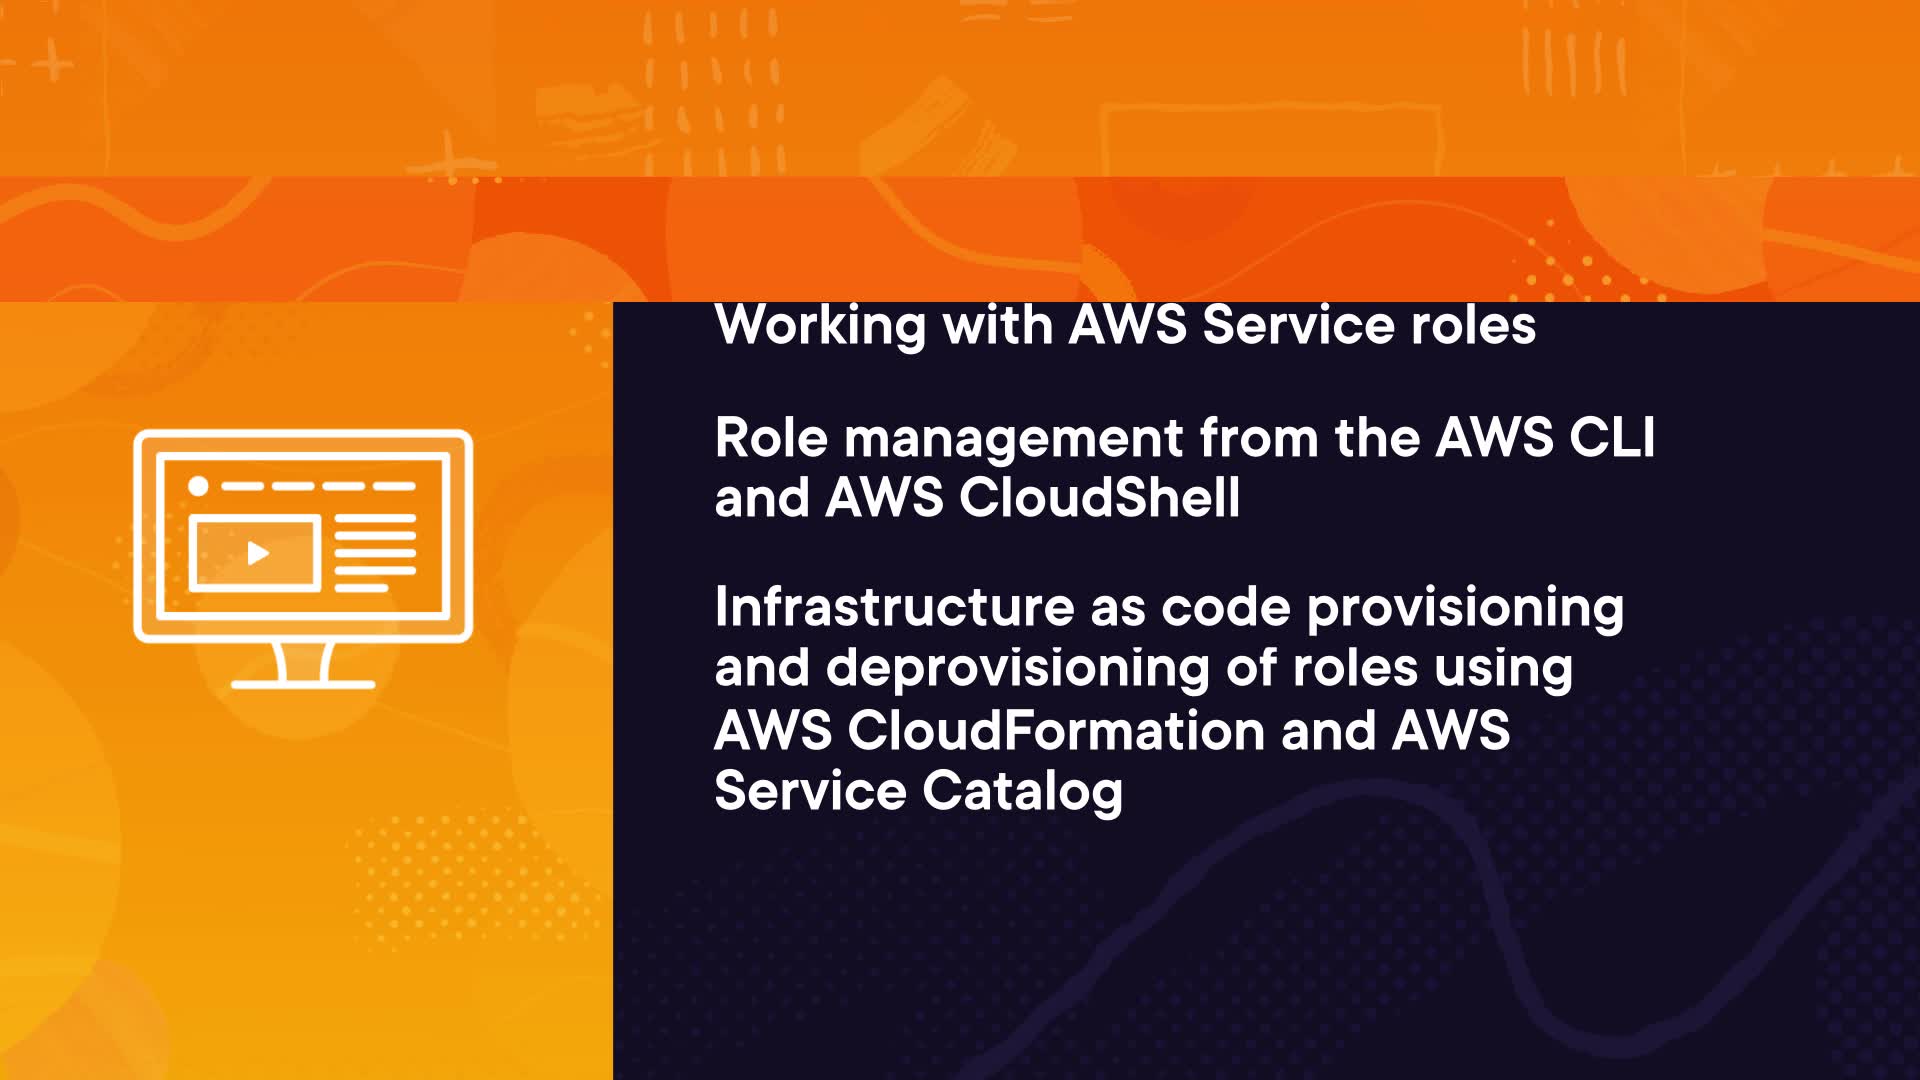 Working with AWS Service roles
Role management from the AWS CLI
and AWS CloudShell
Infrastructure as code provisioning
and deprovisioning of roles using
AWS CloudFormation and AWS
Service Catalog